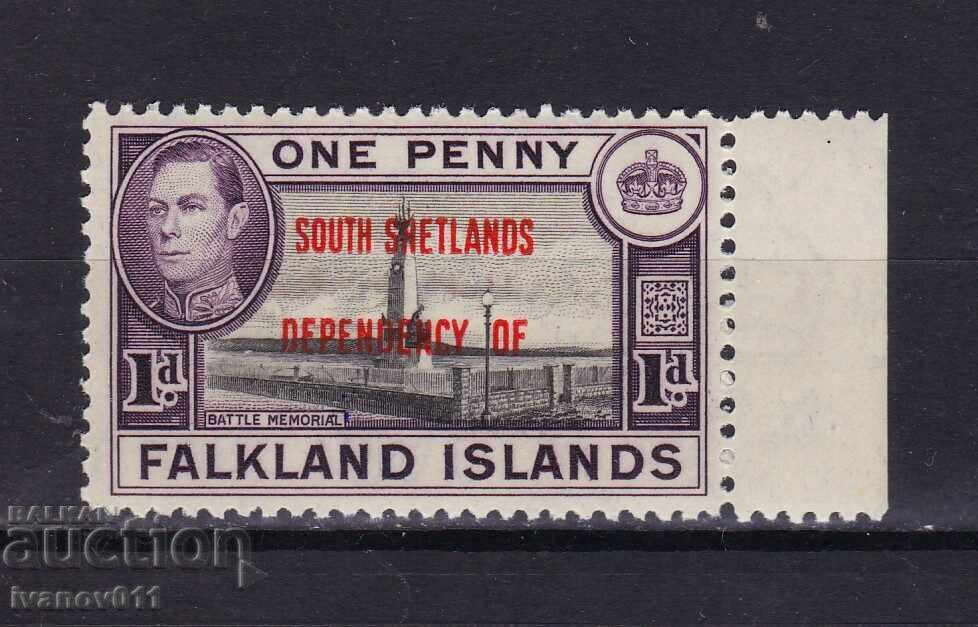 ONE PENNY
SOUTH SHETLANDS
DEPENDENCY OF
1d. 1d.
BATTLE MEMORIAL
FALKLAND ISLANDS
BALKAN
auction
ivanov011